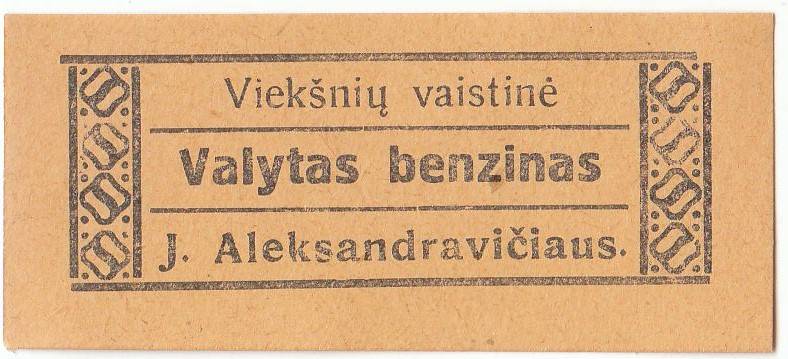 Viekšnių vaistinė
Valytas benzinas
J. Aleksandravičiaus.